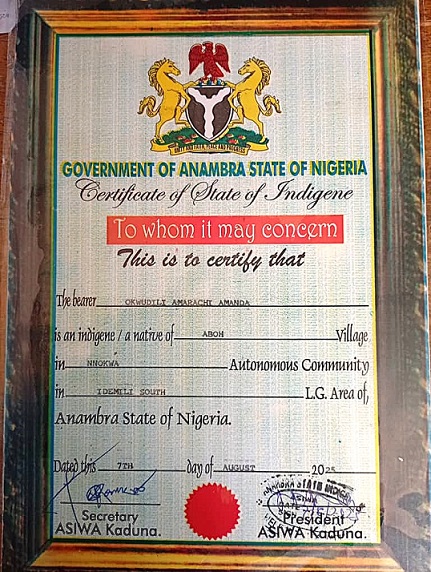 GOVERNMENT OF ANAMBRA STATE OF NIGERIA
Certificate of State of Indigene
To whom it may concern
This is to certify that
The bearer OKWUDILI AMARACHI AMANDA
is an indigene / a native of ABOH Village
in NNOKWA Autonomous Community
in IDEMILI SOUTH L.G. Area of,
Anambra State of Nigeria.
Dated this 7TH day of AUGUST 2025
ANAMBRA STATE INDIGE
Secretary President
ASIWA Kaduna. ASIWA Kaduna.